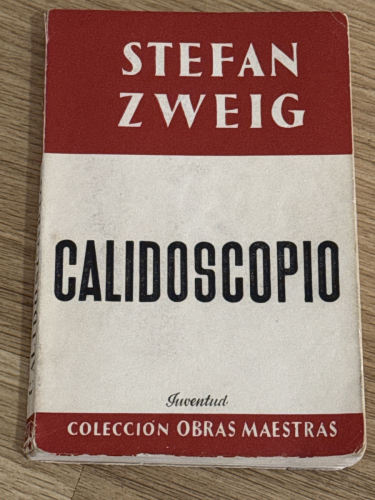 STEFAN
ZWEIG
CALIDOSCOPIO
Juventud
COLECCIÓN OBRAS MAESTRAS